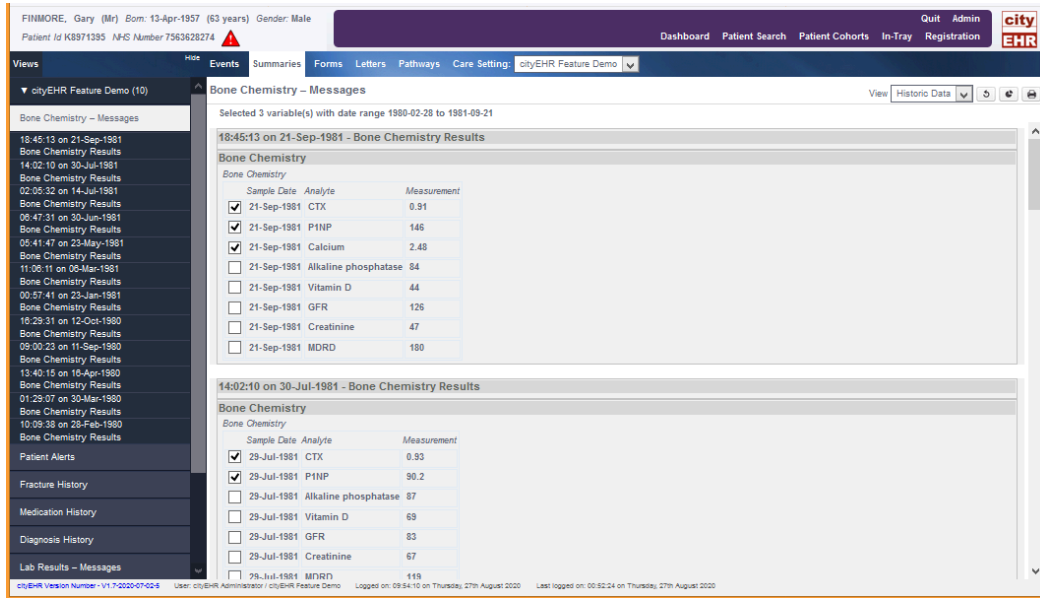 FINMORE, Gary (Mr) Born: 13-Apr-1957 (63 years) Gender: Male
Patient Id K8971395 NHS Number 7563628274
Quit Admin
Dashboard Patient Search Patient Cohorts In-Tray Registration
city
EHR
Views
Hide
Events Summaries Forms Letters Pathways Care Setting: cityEHR Feature Demo
▼ cityEHR Feature Demo (10)
Bone Chemistry – Messages
18:45:13 on 21-Sep-1981
Bone Chemistry Results
14:02:10 on 30-Jul-1981
Bone Chemistry Results
02:05:32 on 14-Jul-1981
Bone Chemistry Results
06:47:31 on 30-Jun-1981
Bone Chemistry Results
05:41:47 on 23-May-1981
Bone Chemistry Results
11:06:11 on 06-Mar-1981
Bone Chemistry Results
00:57:41 on 23-Jan-1981
Bone Chemistry Results
16:29:31 on 12-Oct-1980
Bone Chemistry Results
09:00:23 on 11-Sep-1980
Bone Chemistry Results
13:40:15 on 16-Apr-1980
Bone Chemistry Results
01:29:07 on 30-Mar-1980
Bone Chemistry Results
10:09:38 on 28-Feb-1980
Bone Chemistry Results
Patient Alerts
Fracture History
Medication History
Diagnosis History
Lab Results – Messages
Bone Chemistry – Messages
View Historic Data
Selected 3 variable(s) with date range 1980-02-28 to 1981-09-21
18:45:13 on 21-Sep-1981 - Bone Chemistry Results
Bone Chemistry
Bone Chemistry
Sample Date Analyte Measurement
21-Sep-1981 CTX 0.91
21-Sep-1981 P1NP 146
21-Sep-1981 Calcium 2.48
21-Sep-1981 Alkaline phosphatase 84
21-Sep-1981 Vitamin D 44
21-Sep-1981 GFR 126
21-Sep-1981 Creatinine 47
21-Sep-1981 MDRD 180
14:02:10 on 30-Jul-1981 - Bone Chemistry Results
Bone Chemistry
Bone Chemistry
Sample Date Analyte Measurement
29-Jul-1981 CTX 0.93
29-Jul-1981 P1NP 90.2
29-Jul-1981 Alkaline phosphatase 87
29-Jul-1981 Vitamin D 69
29-Jul-1981 GFR 83
29-Jul-1981 Creatinine 67
29-Jul-1981 MDRD 119
cityEHR Version Number - V1.7-2020-07-02-5 User: cityEHR Administrator / cityEHR Feature Demo Logged on: 09:54:10 on Thursday, 27th August 2020 Last logged on: 00:52:24 on Thursday, 27th August 2020